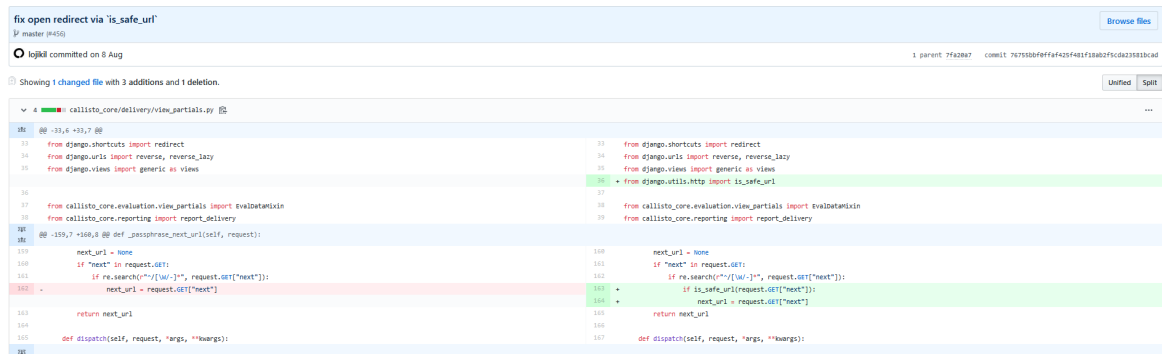 fix open redirect via `is_safe_url`
Browse files
master (#456)
lojikil committed on 8 Aug
1 parent 7fa20a7 commit 76755bbf0ffaf425f481f18ab2f5cda23581bcad
Showing 1 changed file with 3 additions and 1 deletion.
Unified Split
4 callisto_core/delivery/view_partials.py
@@ -33,6 +33,7 @@
33 from django.shortcuts import redirect
34 from django.urls import reverse, reverse_lazy
35 from django.views import generic as views
36
37 from callisto_core.evaluation.view_partials import EvalDataMixin
38 from callisto_core.reporting import report_delivery
33 from django.shortcuts import redirect
34 from django.urls import reverse, reverse_lazy
35 from django.views import generic as views
36 + from django.utils.http import is_safe_url
37
38 from callisto_core.evaluation.view_partials import EvalDataMixin
39 from callisto_core.reporting import report_delivery
@@ -159,7 +160,8 @@ def _passphrase_next_url(self, request):
159 next_url = None
160 if "next" in request.GET:
161 if re.search(r"^/[\W/-]*", request.GET["next"]):
162 - next_url = request.GET["next"]
163 return next_url
164
165 def dispatch(self, request, *args, **kwargs):
160 next_url = None
161 if "next" in request.GET:
162 if re.search(r"^/[\W/-]*", request.GET["next"]):
163 + if is_safe_url(request.GET["next"]):
164 + next_url = request.GET["next"]
165 return next_url
166
167 def dispatch(self, request, *args, **kwargs):